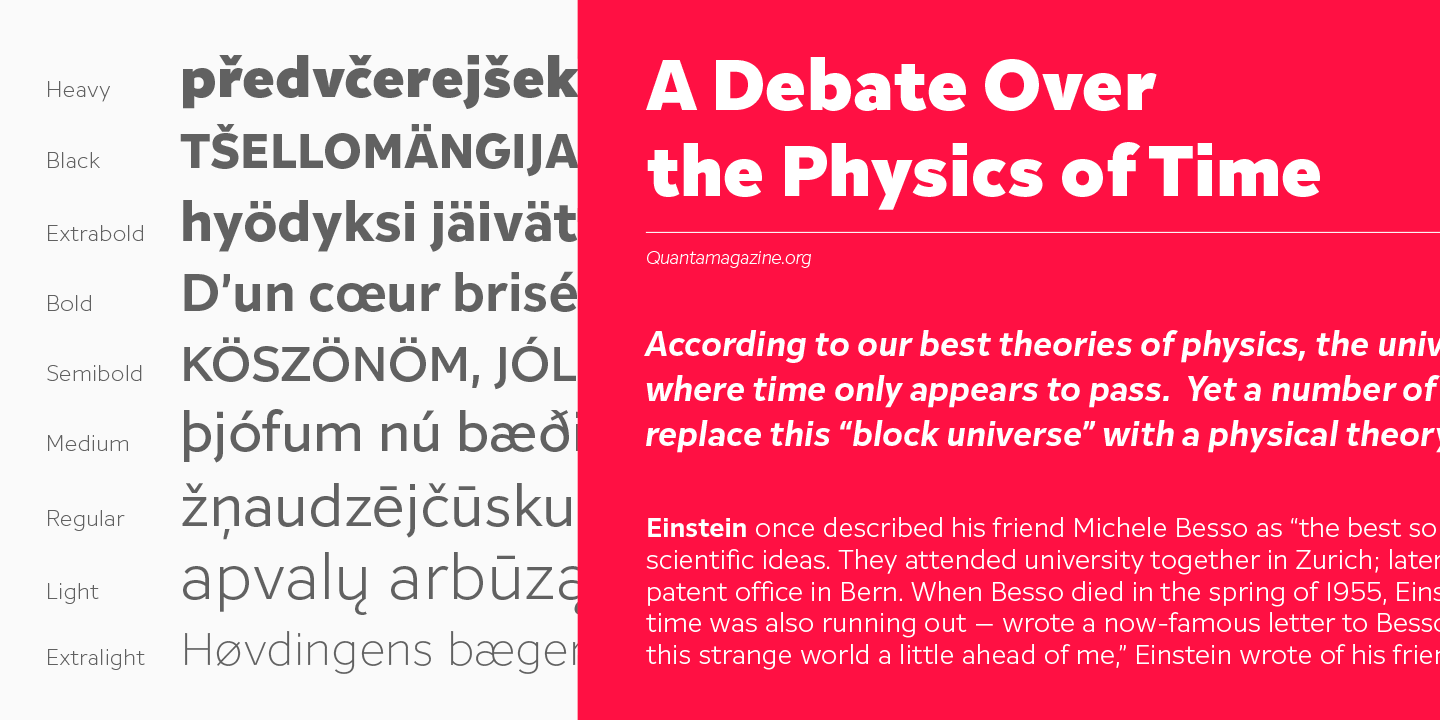 Heavy předvčerejšek
Black TŠELLOMÄNGIJA
Extrabold hyödyksi jäivät
Bold D’un cœur brisé
Semibold KÖSZÖNÖM, JÓL
Medium þjófum nú bæði
Regular žņaudzējčūsku
Light apvalų arbūzą
Extralight Høvdingens bæger
A Debate Over
the Physics of Time
Quantamagazine.org
According to our best theories of physics, the univ
where time only appears to pass.  Yet a number of
replace this “block universe” with a physical theory
Einstein once described his friend Michele Besso as “the best so
scientific ideas. They attended university together in Zurich; later
patent office in Bern. When Besso died in the spring of 1955, Eins
time was also running out — wrote a now-famous letter to Besso
this strange world a little ahead of me,” Einstein wrote of his frien